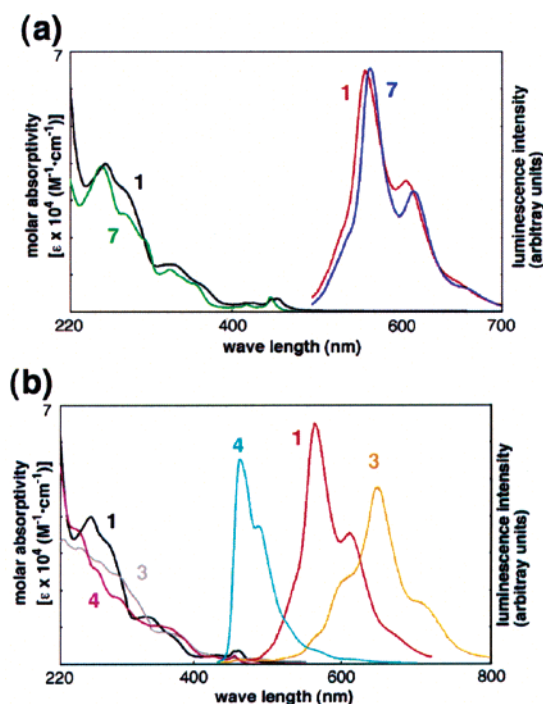 (a)
7
molar absorptivity
[ε x 10⁴ (M⁻¹·cm⁻¹)]
1
7
1
7
luminescence intensity
(arbitray units)
220
400
600
700
wave length (nm)
(b)
7
molar absorptivity
[ε x 10⁴ (M⁻¹·cm⁻¹)]
1
3
4
4
1
3
luminescence intensity
(arbitray units)
220
400
600
800
wave length (nm)